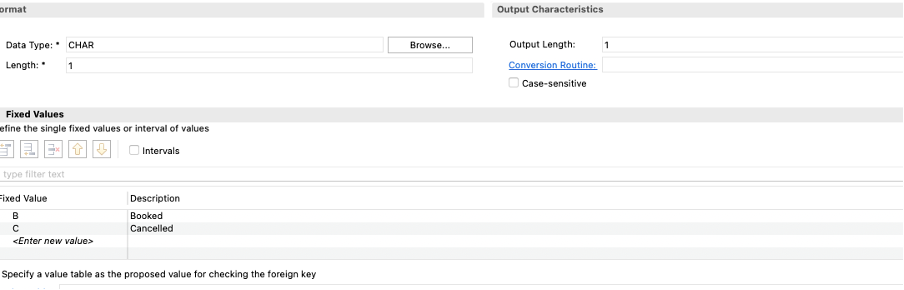 ormat
Output Characteristics
Data Type: * CHAR Browse... Output Length: 1
Length: * 1 Conversion Routine:
Case-sensitive
Fixed Values
efine the single fixed values or interval of values
Intervals
type filter text
Fixed Value Description
B Booked
C Cancelled
<Enter new value>
Specify a value table as the proposed value for checking the foreign key